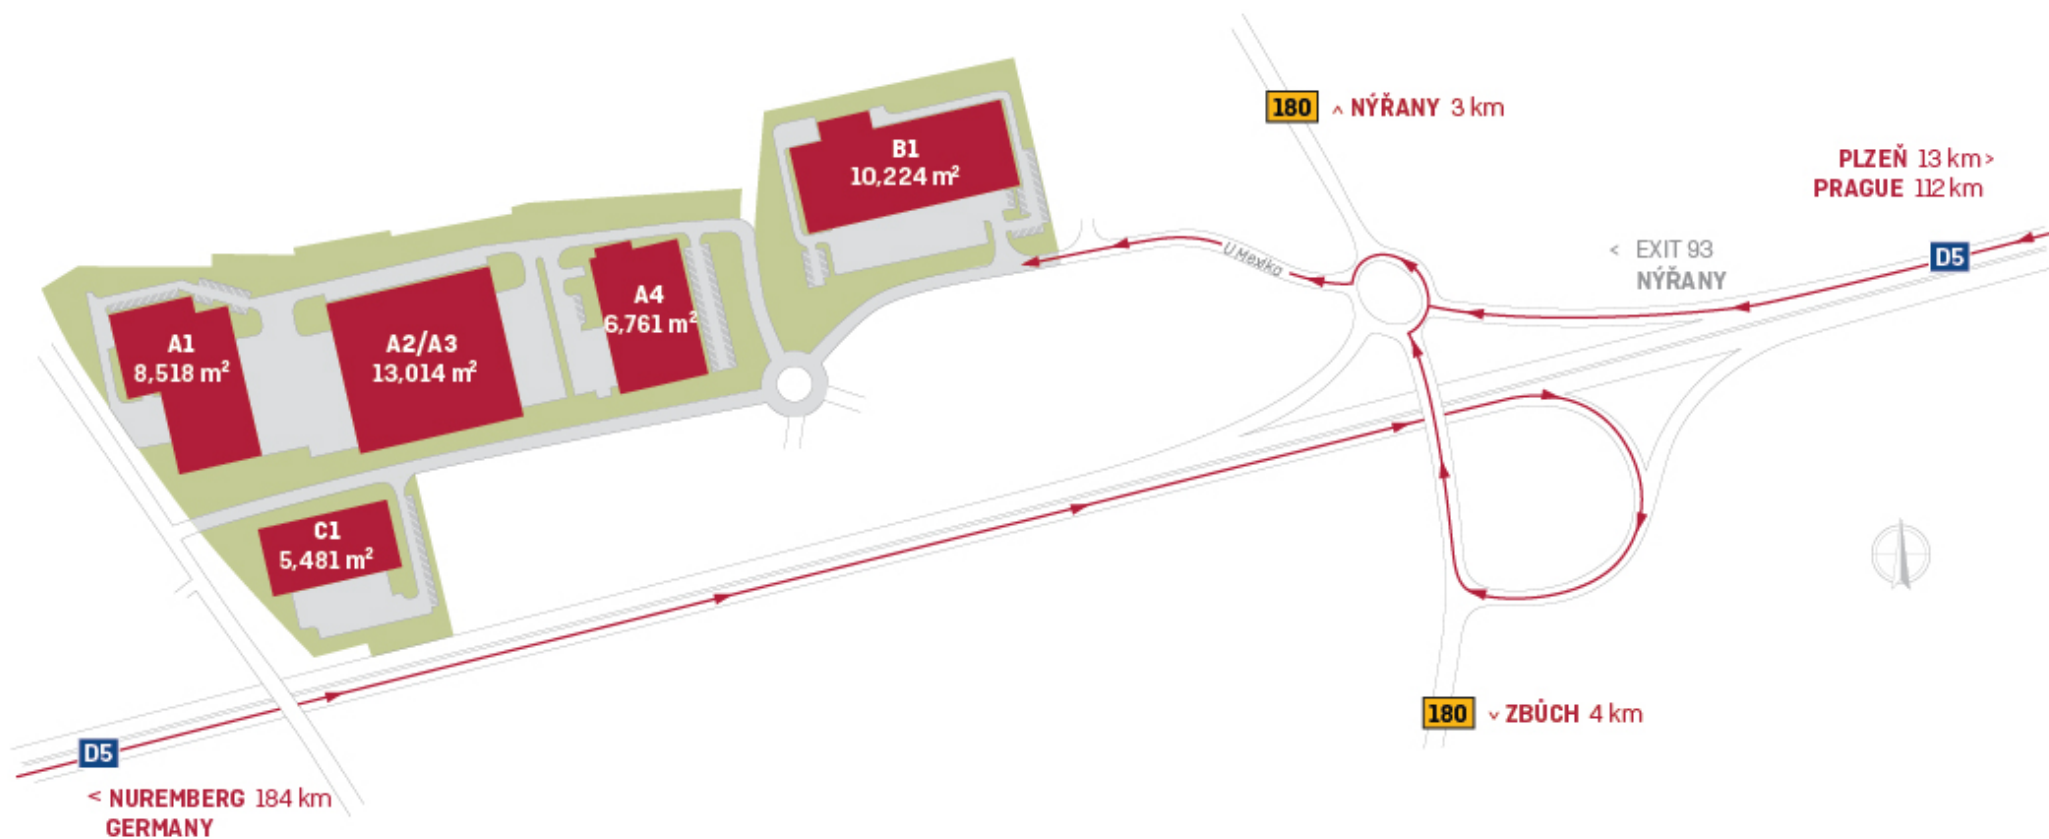 180 ^ NÝŘANY 3 km
PLZEŇ 13 km >
PRAGUE 112 km
B1
10,224 m²
U Mexika
< EXIT 93
NÝŘANY
D5
A4
6,761 m²
A1
8,518 m²
A2/A3
13,014 m²
C1
5,481 m²
180 ˅ ZBŮCH 4 km
D5
< NUREMBERG 184 km
GERMANY